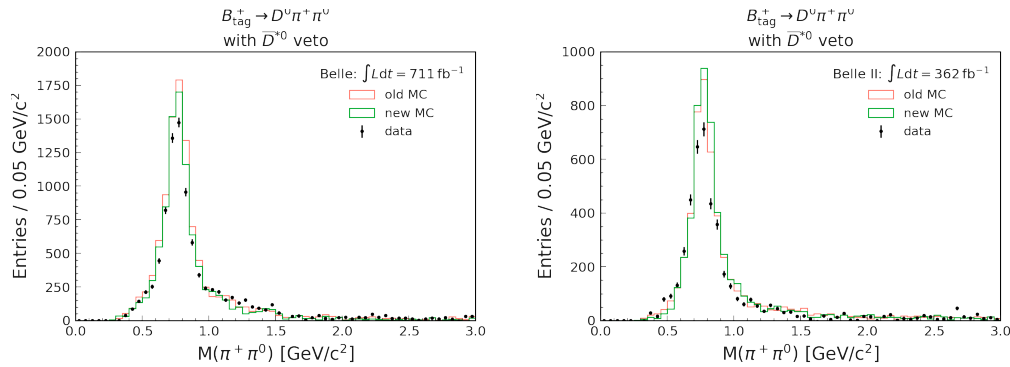 B⁺tag → D⁰π⁺π⁰
with D̅*⁰ veto
Belle: ∫Ldt = 711 fb⁻¹
old MC
new MC
data
Entries / 0.05 GeV/c²
2000
1750
1500
1250
1000
750
500
250
0
0.0 0.5 1.0 1.5 2.0 2.5 3.0
M(π⁺π⁰) [GeV/c²]
B⁺tag → D⁰π⁺π⁰
with D̅*⁰ veto
Belle II: ∫Ldt = 362 fb⁻¹
old MC
new MC
data
Entries / 0.05 GeV/c²
1000
800
600
400
200
0
0.0 0.5 1.0 1.5 2.0 2.5 3.0
M(π⁺π⁰) [GeV/c²]